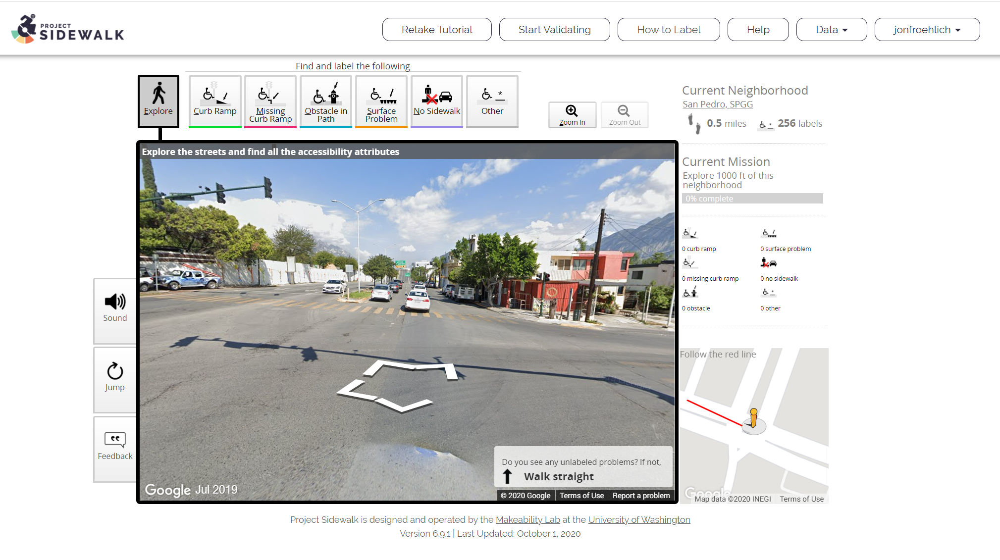 PROJECT
SIDEWALK
Retake Tutorial
Start Validating
How to Label
Help
Data
jonfroehlich
Find and label the following
Explore
Curb Ramp
Missing
Curb Ramp
Obstacle in
Path
Surface
Problem
No Sidewalk
Other
Zoom In
Zoom Out
Current Neighborhood
San Pedro, SPGG
0.5 miles
256 labels
Explore the streets and find all the accessibility attributes
Current Mission
Explore 1000 ft of this
neighborhood
0% complete
0 curb ramp
0 surface problem
0 missing curb ramp
0 no sidewalk
0 obstacle
0 other
Sound
Jump
Feedback
Follow the red line
Do you see any unlabeled problems? If not,
Walk straight
Google Jul 2019
© 2020 Google
Terms of Use
Report a problem
Google
Map data ©2020 INEGI
Terms of Use
Project Sidewalk is designed and operated by the Makeability Lab at the University of Washington
Version 6.9.1 | Last Updated: October 1, 2020